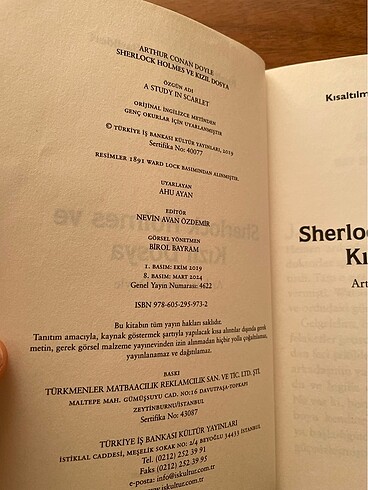 ARTHUR CONAN DOYLE
SHERLOCK HOLMES VE KIZIL DOSYA
ÖZGÜN ADI
A STUDY IN SCARLET
ORİJİNAL İNGİLİZCE METİNDEN
GENÇ OKURLAR İÇİN UYARLANMIŞTIR
© TÜRKİYE İŞ BANKASI KÜLTÜR YAYINLARI, 2019
Sertifika No: 40077
RESİMLER 1891 WARD LOCK BASIMINDAN ALINMIŞTIR.
UYARLAYAN
AHU AYAN
EDİTÖR
NEVİN AVAN ÖZDEMİR
GÖRSEL YÖNETMEN
BİROL BAYRAM
1. BASIM: EKİM 2019
8. BASIM: MART 2024
Genel Yayın Numarası: 4622
ISBN 978-605-295-973-2
Bu kitabın tüm yayın hakları saklıdır.
Tanıtım amacıyla, kaynak göstermek şartıyla yapılacak kısa alıntılar dışında gerek
metin, gerek görsel malzeme yayınevinden izin alınmadan hiçbir yolla çoğaltılamaz,
yayınlanamaz ve dağıtılamaz.
BASKI
TÜRKMENLER MATBAACILIK REKLAMCILIK SAN. VE TİC. LTD. ŞTİ.
MALTEPE MAH. GÜMÜŞSUYU CAD. NO:16 DAVUTPAŞA-TOPKAPI
ZEYTİNBURNU/İSTANBUL
Sertifika No: 43087
TÜRKİYE İŞ BANKASI KÜLTÜR YAYINLARI
İSTİKLAL CADDESİ, MEŞELİK SOKAK NO: 2/4 BEYOĞLU 34433 İSTANBUL
Tel. (0212) 252 39 91
Faks (0212) 252 39 95
e-posta: info@iskultur.com.tr
www.iskultur.com.tr
Kısaltılm
Sherloc
Kı
Art